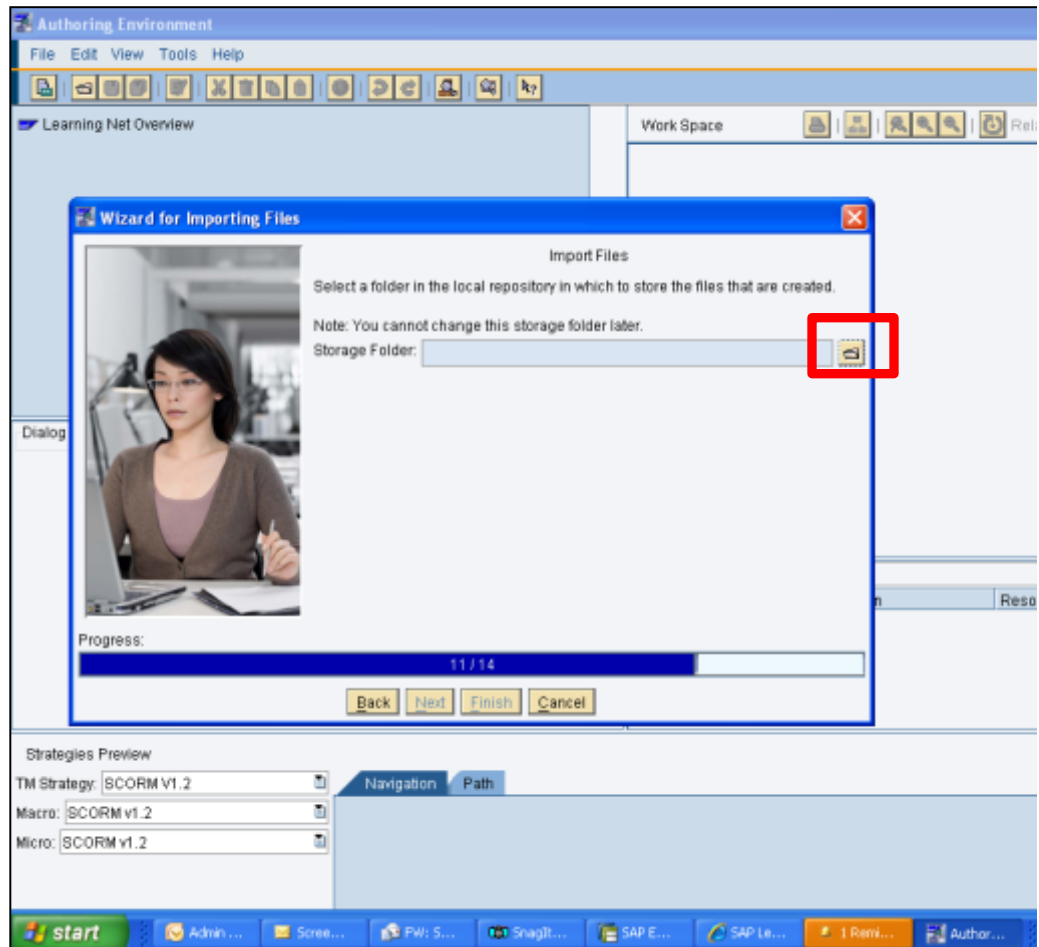 Authoring Environment
File Edit View Tools Help
Learning Net Overview
Work Space
Wizard for Importing Files
Import Files
Select a folder in the local repository in which to store the files that are created.
Note: You cannot change this storage folder later.
Storage Folder:
Dialog
Reso
Progress:
11 / 14
Back Next Finish Cancel
Strategies Preview
TM Strategy: SCORM V1.2
Navigation Path
Macro: SCORM v1.2
Micro: SCORM v1.2
start Admin ... Scree... FW: S... SnagIt... SAP E... SAP Le... 1 Remi... Author...